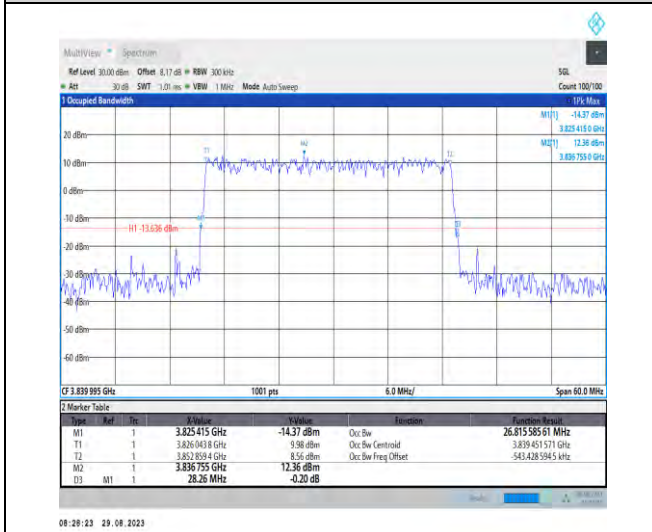 MultiView Spectrum
Ref Level 30.00 dBm Offset 8.17 dB RBW 300 kHz SGL
Att 30 dB SWT 1.01 ms VBW 1 MHz Mode Auto Sweep Count 100/100
1 Occupied Bandwidth 1Pk Max
M1[1] -14.37 dBm
3.825 415 0 GHz
20 dBm M2[1] 12.36 dBm
3.836 755 0 GHz
M2
T1 T2
10 dBm
0 dBm
-10 dBm
H1 -13.636 dBm
-20 dBm
-30 dBm
-40 dBm
-50 dBm
-60 dBm
CF 3.839 995 GHz 1001 pts 6.0 MHz/ Span 60.0 MHz
2 Marker Table
Type Ref Trc X-Value Y-Value Function Function Result
M1 1 3.825 415 GHz -14.37 dBm Occ Bw 26.815 585 61 MHz
T1 1 3.826 043 8 GHz 9.98 dBm Occ Bw Centroid 3.839 451 571 GHz
T2 1 3.852 859 4 GHz 8.56 dBm Occ Bw Freq Offset -543.428 594 5 kHz
M2 1 3.836 755 GHz 12.36 dBm
D3 M1 1 28.26 MHz -0.20 dB
08:26:23 29.08.2023